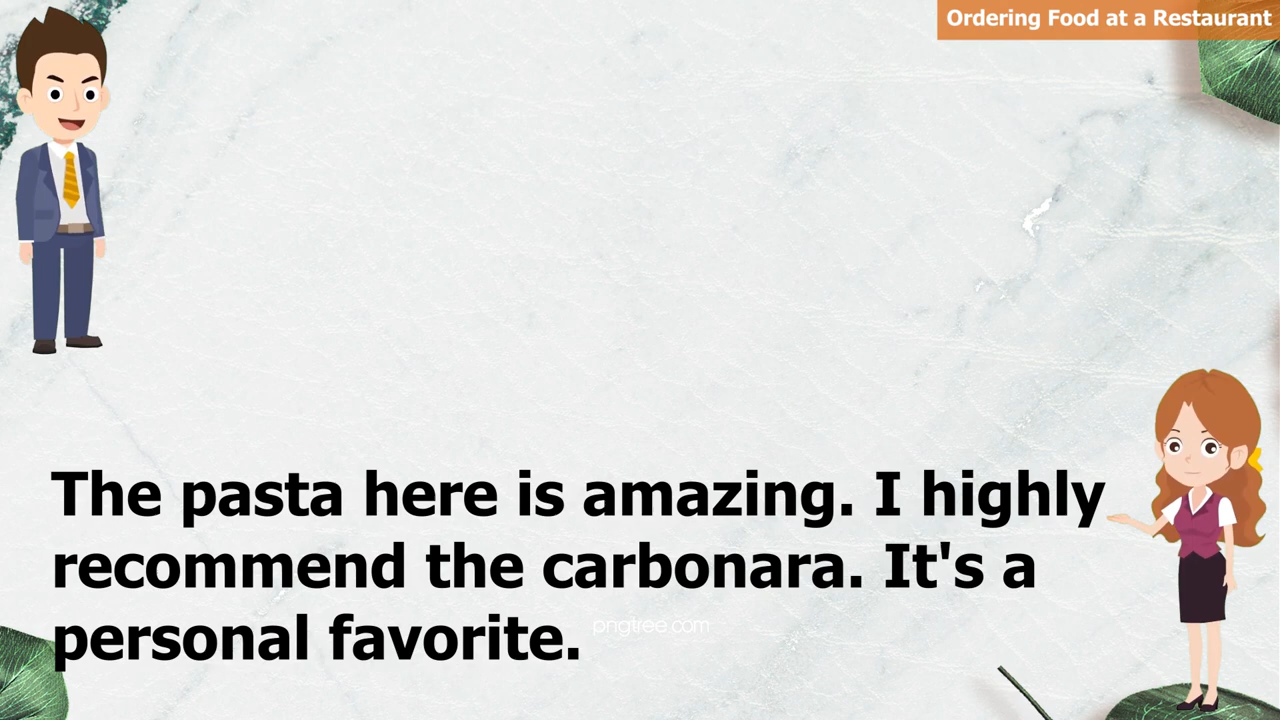 Ordering Food at a Restaurant
The pasta here is amazing. I highly
recommend the carbonara. It's a
personal favorite.
pngtree.com